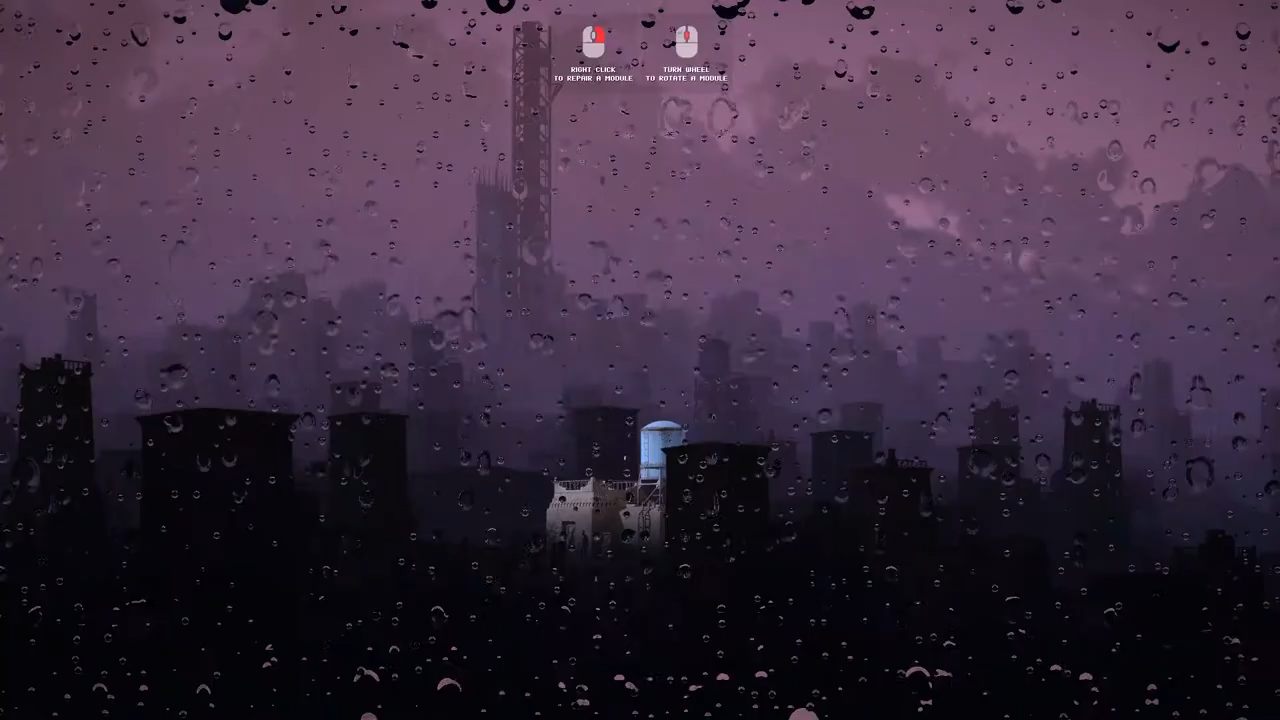 RIGHT CLICK
TO REPAIR A MODULE
TURN WHEEL
TO ROTATE A MODULE